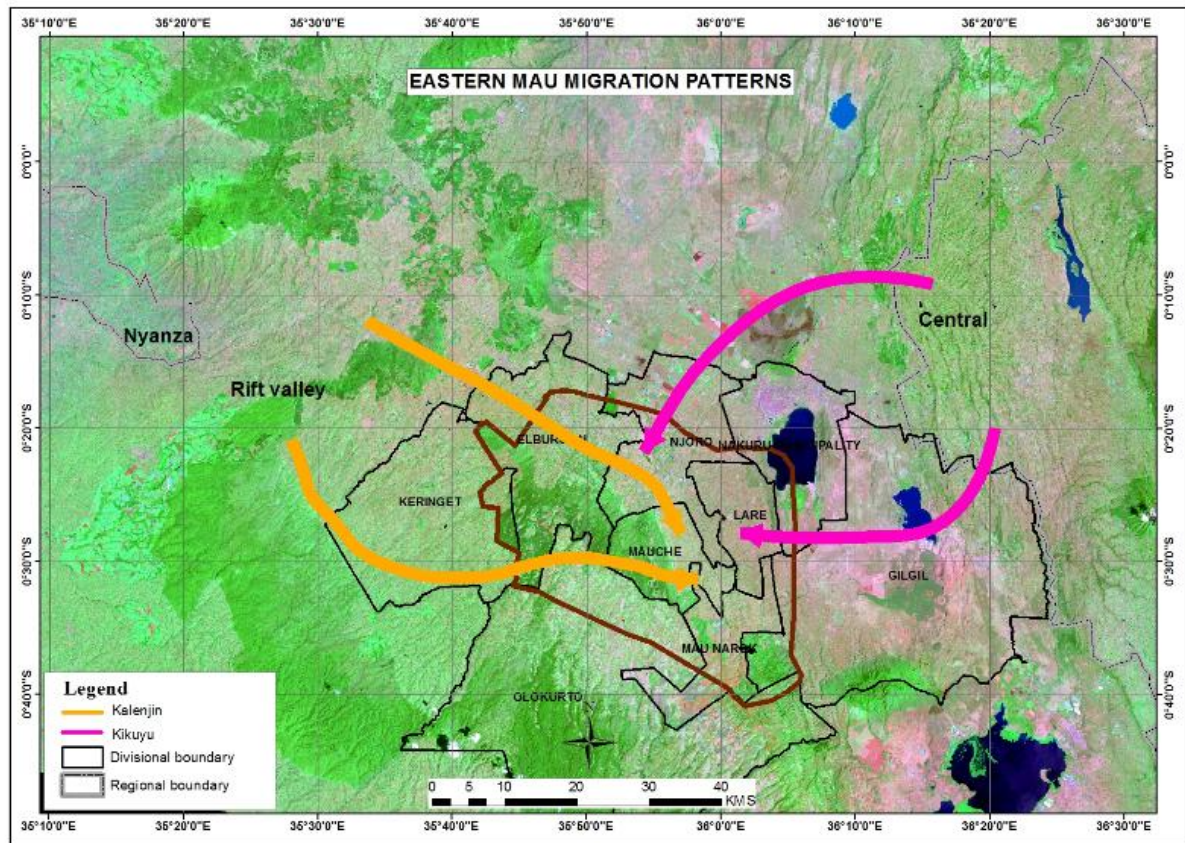 35°10'0"E 35°20'0"E 35°30'0"E 35°40'0"E 35°50'0"E 36°0'0"E 36°10'0"E 36°20'0"E 36°30'0"E
EASTERN MAU MIGRATION PATTERNS
0°0'0" 0°0'0"
0°10'0"S 0°10'0"S
Central
Nyanza
Rift valley
0°20'0"S 0°20'0"S
NJORO NAKURU
KERINGET
LARE
MAUCHE
0°30'0"S 0°30'0"S
GILGIL
MAU NAROK
0°40'0"S 0°40'0"S
OLOKURTO
N
Legend
Kalenjin
Kikuyu
Divisional boundary
Regional boundary
0 5 10 20 30 40
KMS
35°10'0"E 35°20'0"E 35°30'0"E 35°40'0"E 35°50'0"E 36°0'0"E 36°10'0"E 36°20'0"E 36°30'0"E